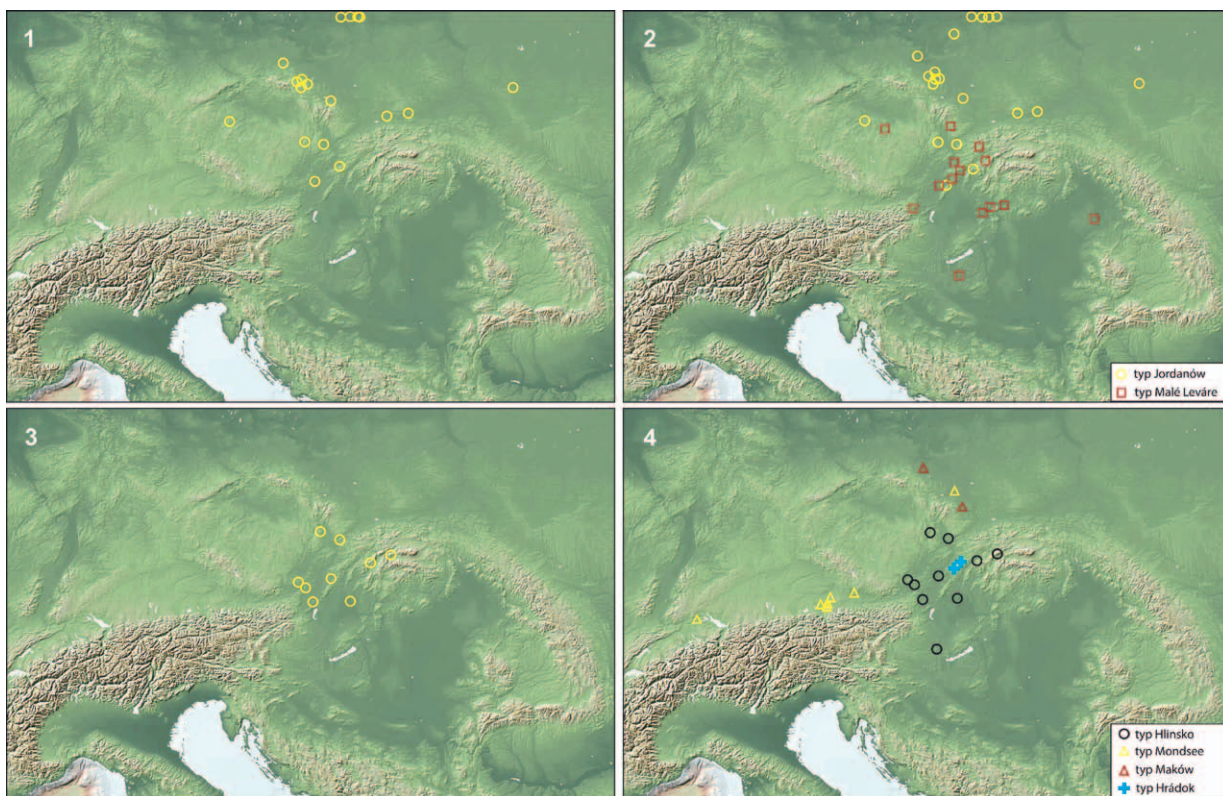 1
2
typ Jordanów
typ Malé Leváre
3
4
typ Hlinsko
typ Mondsee
typ Maków
typ Hrádok